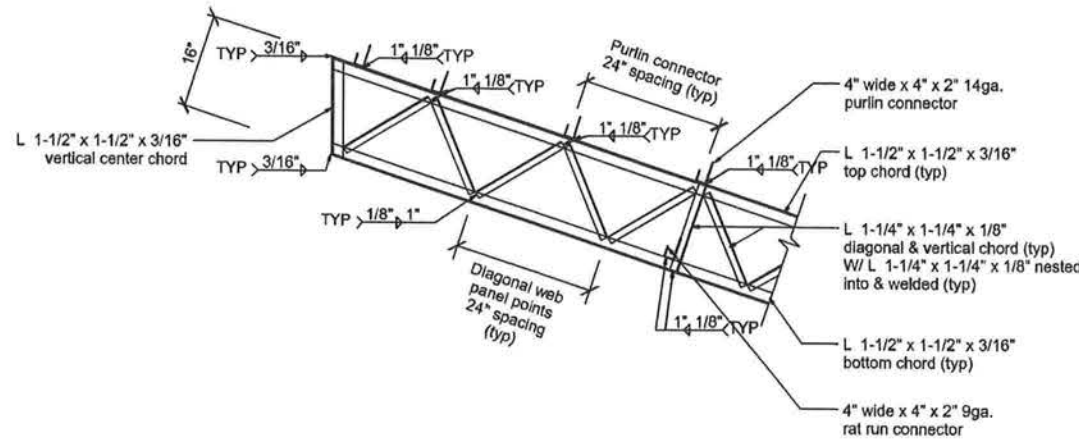 16"
TYP 3/16"
1" 1/8" TYP
1" 1/8" TYP
Purlin connector
24" spacing (typ)
4" wide x 4" x 2" 14ga.
purlin connector
L 1-1/2" x 1-1/2" x 3/16"
vertical center chord
1" 1/8" TYP
1" 1/8" TYP
L 1-1/2" x 1-1/2" x 3/16"
top chord (typ)
TYP 3/16"
TYP 1/8" 1"
L 1-1/4" x 1-1/4" x 1/8"
diagonal & vertical chord (typ)
W/ L 1-1/4" x 1-1/4" x 1/8" nested
into & welded (typ)
Diagonal web
panel points
24" spacing
(typ)
1" 1/8" TYP
L 1-1/2" x 1-1/2" x 3/16"
bottom chord (typ)
4" wide x 4" x 2" 9ga.
rat run connector